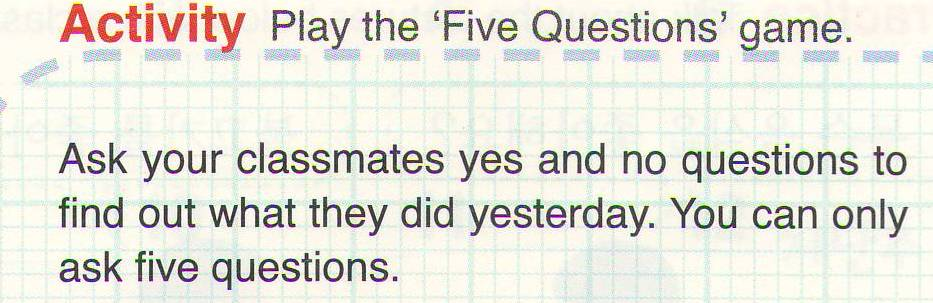 Activity Play the ‘Five Questions’ game.
Ask your classmates yes and no questions to
find out what they did yesterday. You can only
ask five questions.